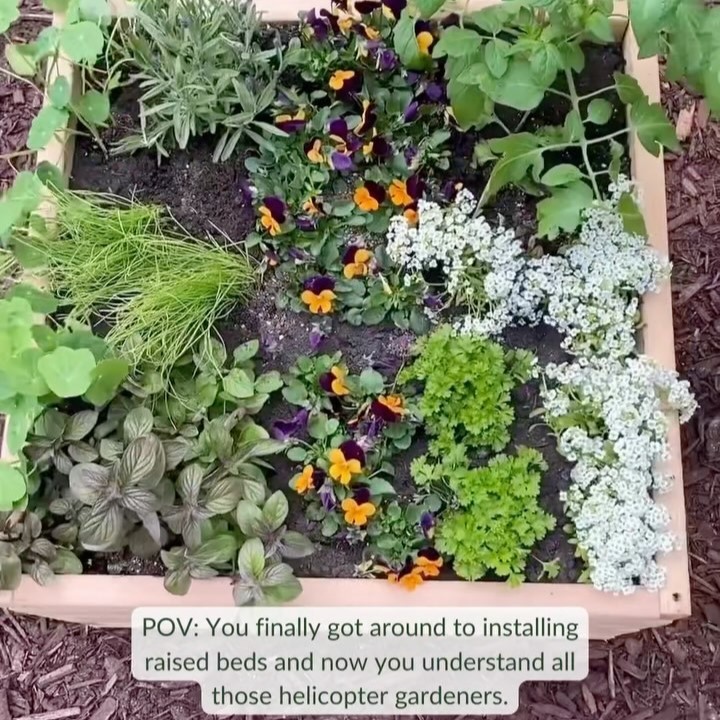 POV: You finally got around to installing
raised beds and now you understand all
those helicopter gardeners.